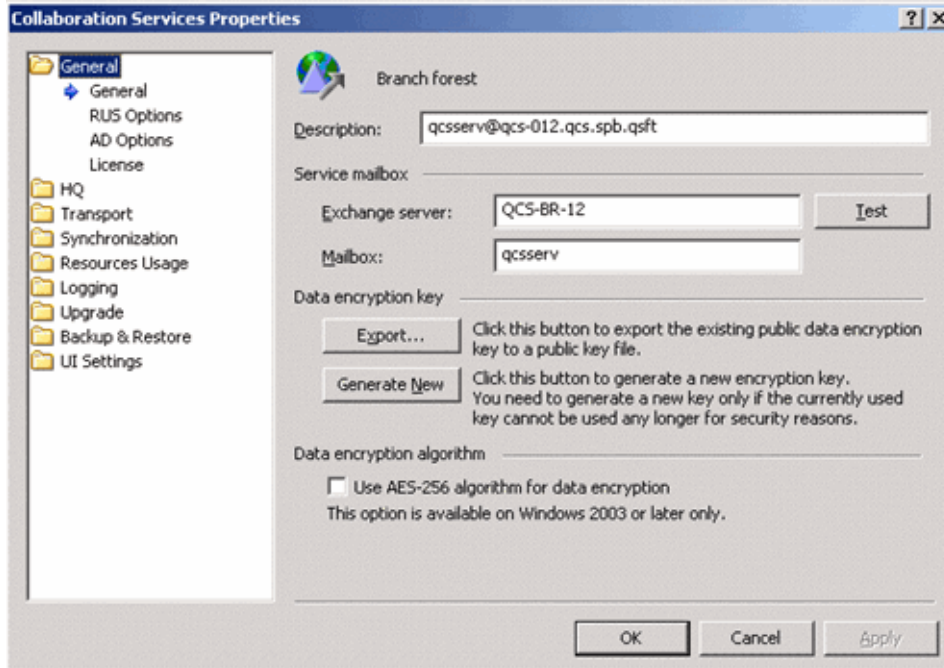 Collaboration Services Properties
General
General
RUS Options
AD Options
License
HQ
Transport
Synchronization
Resources Usage
Logging
Upgrade
Backup & Restore
UI Settings
Branch forest
Description: qcsserv@qcs-012.qcs.spb.qsft
Service mailbox
Exchange server: QCS-BR-12 Test
Mailbox: qcsserv
Data encryption key
Export... Click this button to export the existing public data encryption
key to a public key file.
Generate New Click this button to generate a new encryption key.
You need to generate a new key only if the currently used
key cannot be used any longer for security reasons.
Data encryption algorithm
Use AES-256 algorithm for data encryption
This option is available on Windows 2003 or later only.
OK Cancel Apply